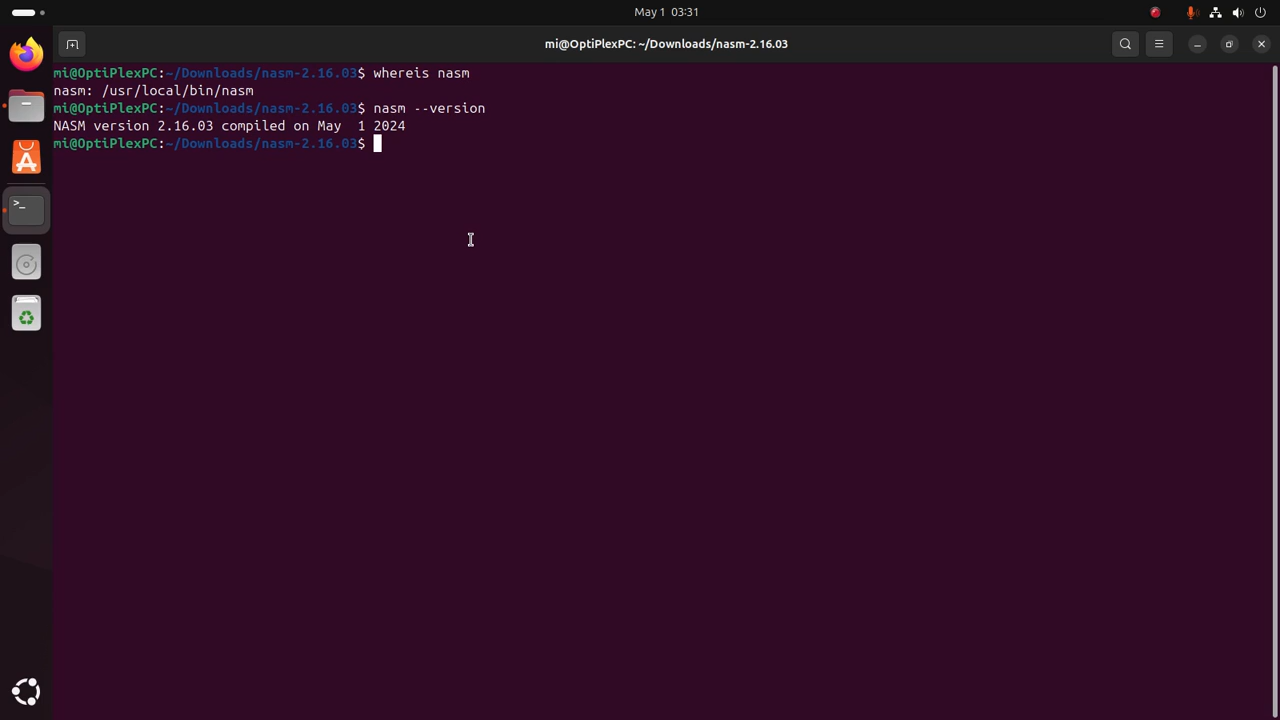 May 1 03:31
mi@OptiPlexPC: ~/Downloads/nasm-2.16.03
mi@OptiPlexPC:~/Downloads/nasm-2.16.03$ whereis nasm
nasm: /usr/local/bin/nasm
mi@OptiPlexPC:~/Downloads/nasm-2.16.03$ nasm --version
NASM version 2.16.03 compiled on May  1 2024
mi@OptiPlexPC:~/Downloads/nasm-2.16.03$